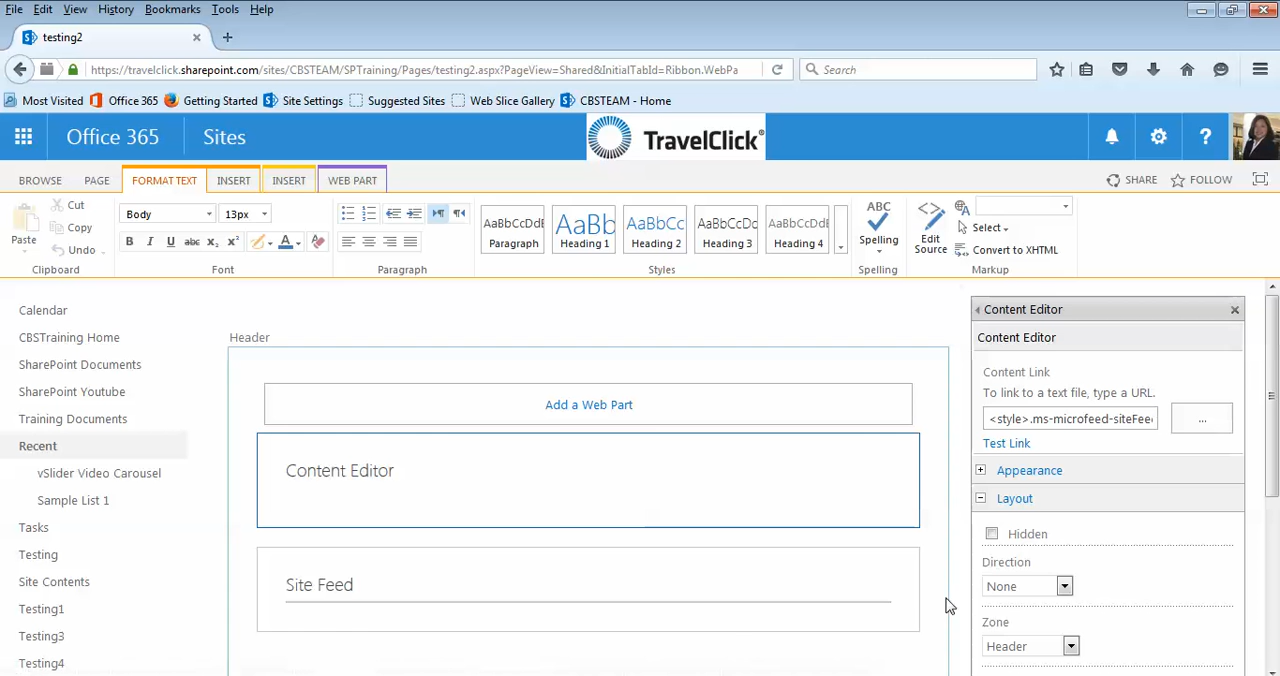 File Edit View History Bookmarks Tools Help
testing2
https://travelclick.sharepoint.com/sites/CBSTEAM/SPTraining/Pages/testing2.aspx?PageView=Shared&InitialTabId=Ribbon.WebPa
Search
Most Visited Office 365 Getting Started Site Settings Suggested Sites Web Slice Gallery CBSTEAM - Home
Office 365 Sites TravelClick®
BROWSE PAGE FORMAT TEXT INSERT INSERT WEB PART SHARE FOLLOW
Paste
Cut
Copy
Undo
Clipboard
Body 13px
B I U abc x₂ x²
A
Font
Paragraph
AaBbCcDdE AaBb AaBbCc AaBbCcDc AaBbCcDdE
Paragraph Heading 1 Heading 2 Heading 3 Heading 4
Styles
ABC
Spelling
Spelling
Edit
Source
Select
Convert to XHTML
Markup
Calendar
CBSTraining Home
SharePoint Documents
SharePoint Youtube
Training Documents
Recent
vSlider Video Carousel
Sample List 1
Tasks
Testing
Site Contents
Testing1
Testing3
Testing4
Header
Add a Web Part
Content Editor
Site Feed
Content Editor
Content Editor
Content Link
To link to a text file, type a URL.
<style>.ms-microfeed-siteFee
...
Test Link
Appearance
Layout
Hidden
Direction
None
Zone
Header